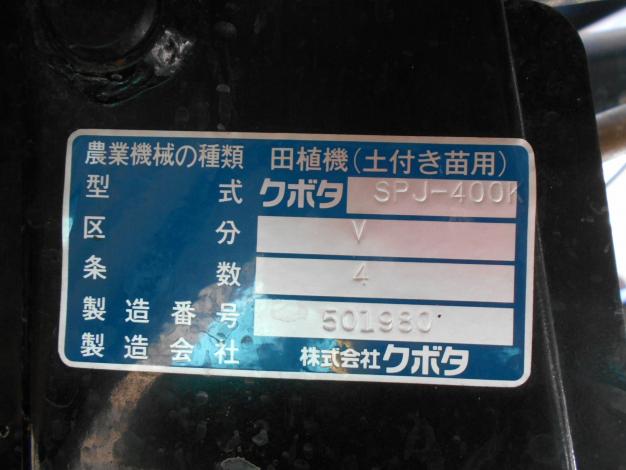 農業機械の種類 田植機(土付き苗用)
型式 クボタ SPJ-400K
区分 V
条数 4
製造番号 501980
製造会社 株式会社クボタ